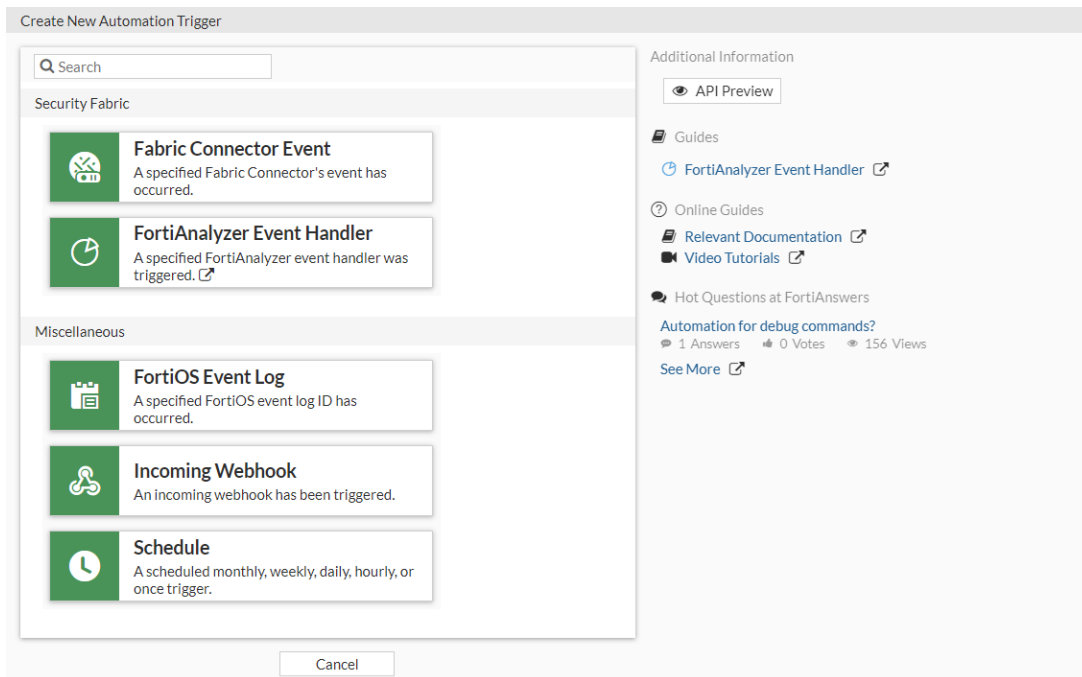 Create New Automation Trigger
Search
Security Fabric
Fabric Connector Event
A specified Fabric Connector's event has
occurred.
FortiAnalyzer Event Handler
A specified FortiAnalyzer event handler was
triggered.
Miscellaneous
FortiOS Event Log
A specified FortiOS event log ID has
occurred.
Incoming Webhook
An incoming webhook has been triggered.
Schedule
A scheduled monthly, weekly, daily, hourly, or
once trigger.
Cancel
Additional Information
API Preview
Guides
FortiAnalyzer Event Handler
Online Guides
Relevant Documentation
Video Tutorials
Hot Questions at FortiAnswers
Automation for debug commands?
1 Answers 0 Votes 156 Views
See More